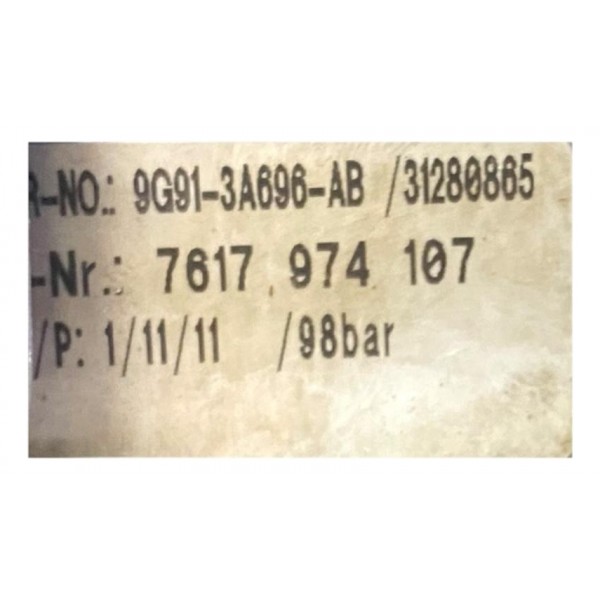 R-NO.: 9G91-3A696-AB /31280865
-Nr.: 7617 974 107
/P: 1/11/11 /98bar